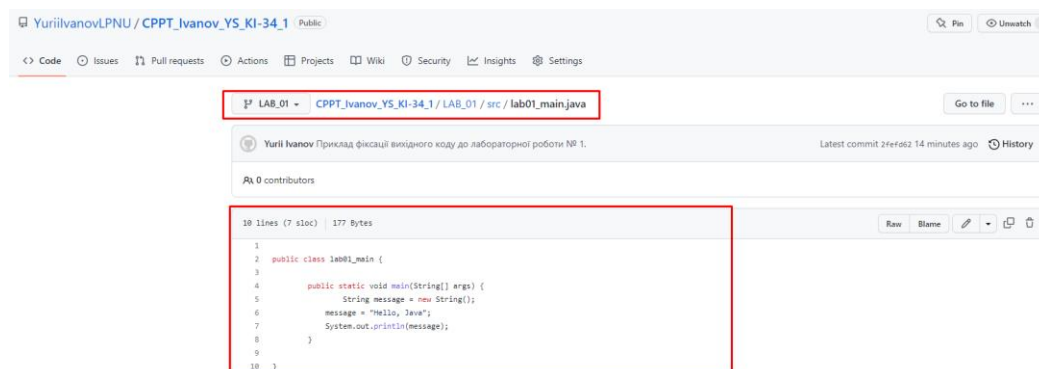 YuriiIvanovLPNU / CPPT_Ivanov_YS_KI-34_1 Public
Pin
Unwatch
<> Code Issues Pull requests Actions Projects Wiki Security Insights Settings
LAB_01 CPPT_Ivanov_YS_KI-34_1 / LAB_01 / src / lab01_main.java
Go to file ...
Yurii Ivanov Приклад фіксації вихідного коду до лабораторної роботи № 1.
Latest commit 2fefd62 14 minutes ago History
0 contributors
10 lines (7 sloc) | 177 Bytes
Raw Blame
1
2 public class lab01_main {
3
4 public static void main(String[] args) {
5 String message = new String();
6 message = "Hello, Java";
7 System.out.println(message);
8 }
9
10 }